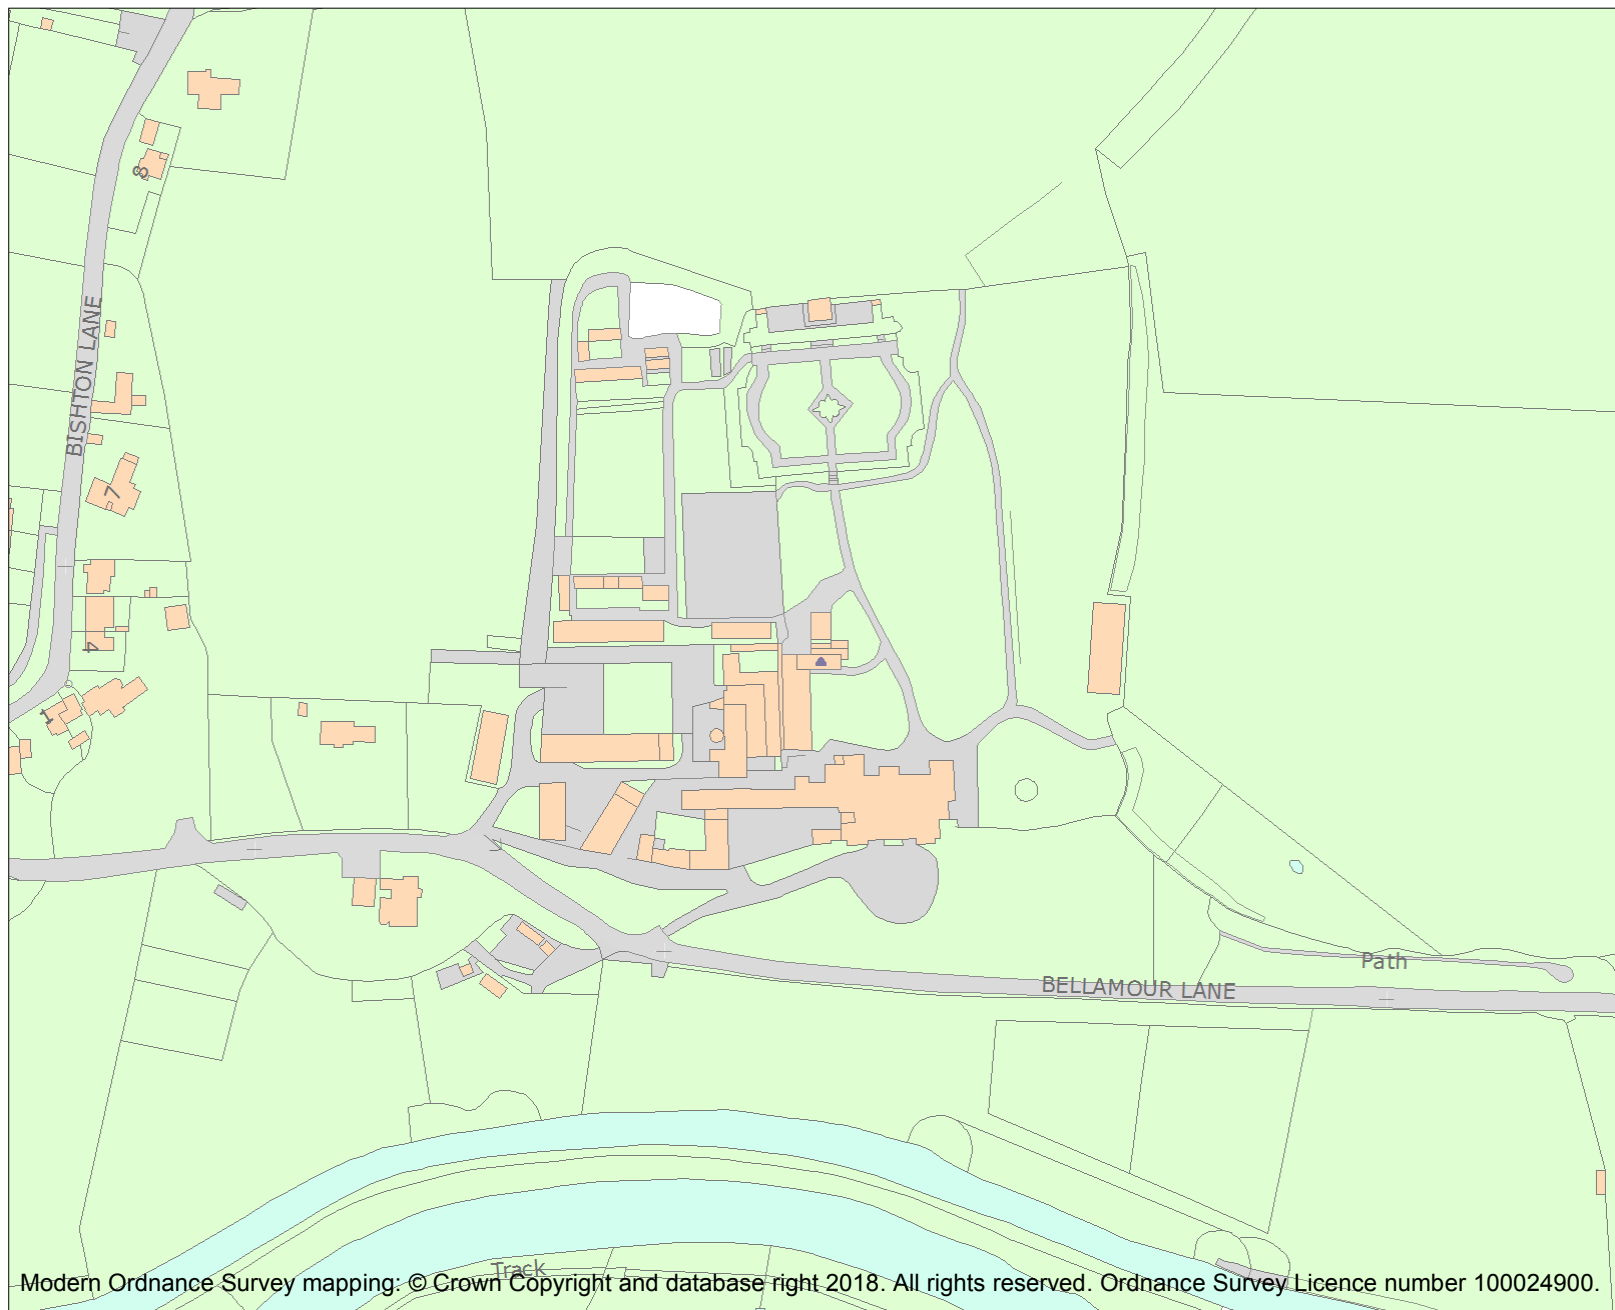 8
BISHTON LANE
7
4
1
Path
BELLAMOUR LANE
Track
Modern Ordnance Survey mapping: © Crown Copyright and database right 2018. All rights reserved. Ordnance Survey Licence number 100024900.